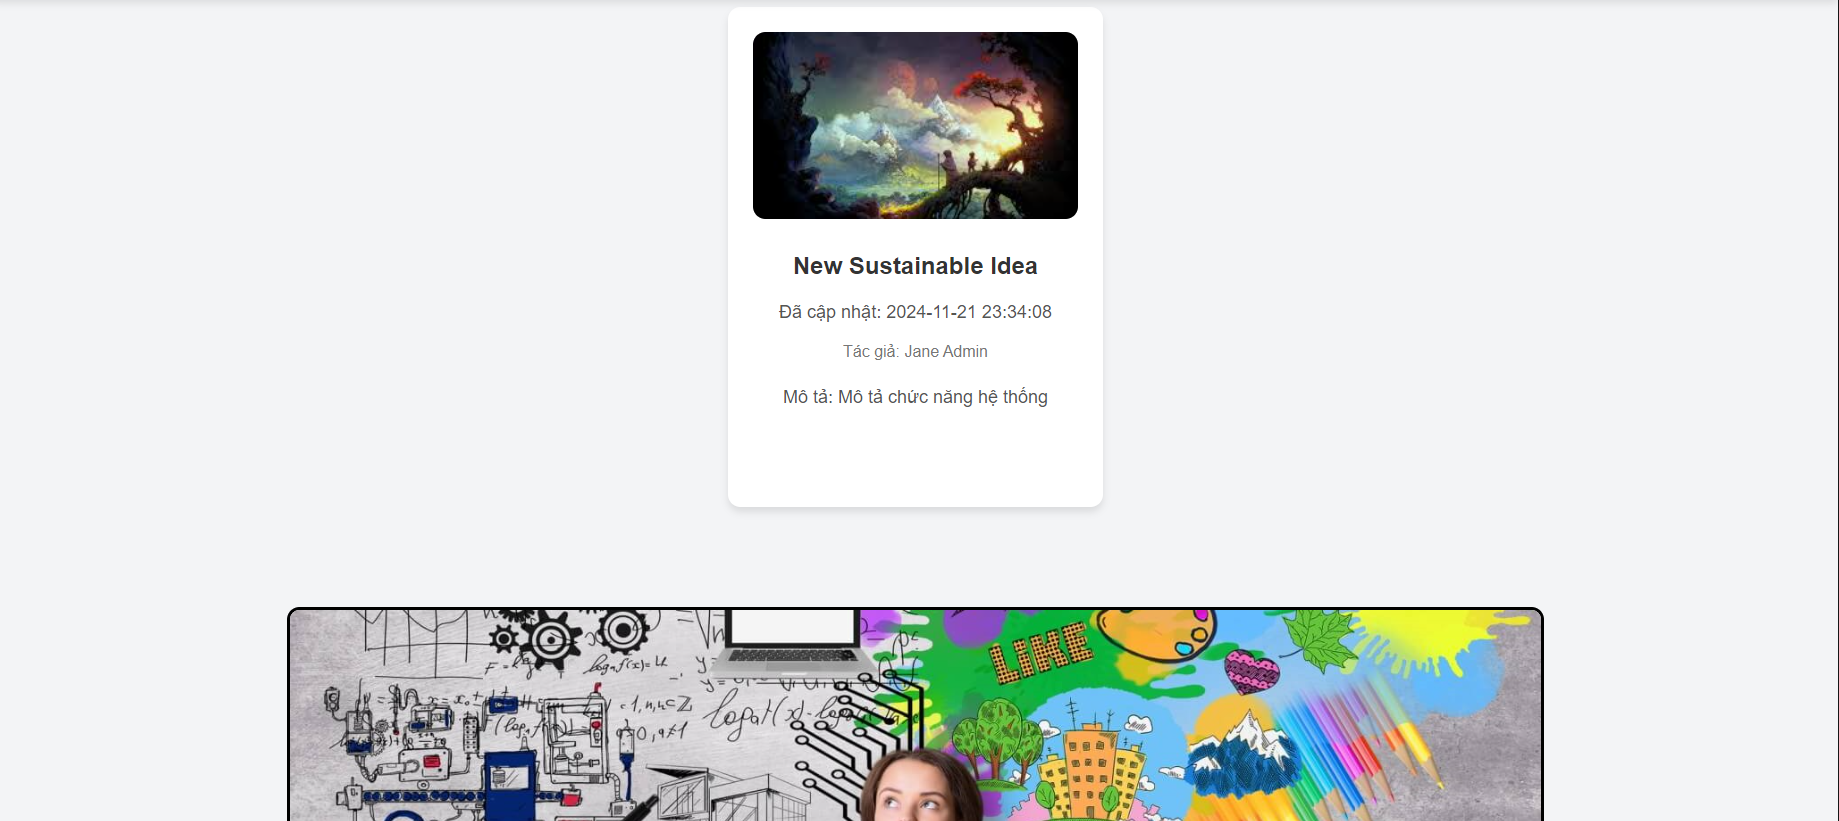 New Sustainable Idea
Đã cập nhật: 2024-11-21 23:34:08
Tác giả: Jane Admin
Mô tả: Mô tả chức năng hệ thống
LIKE